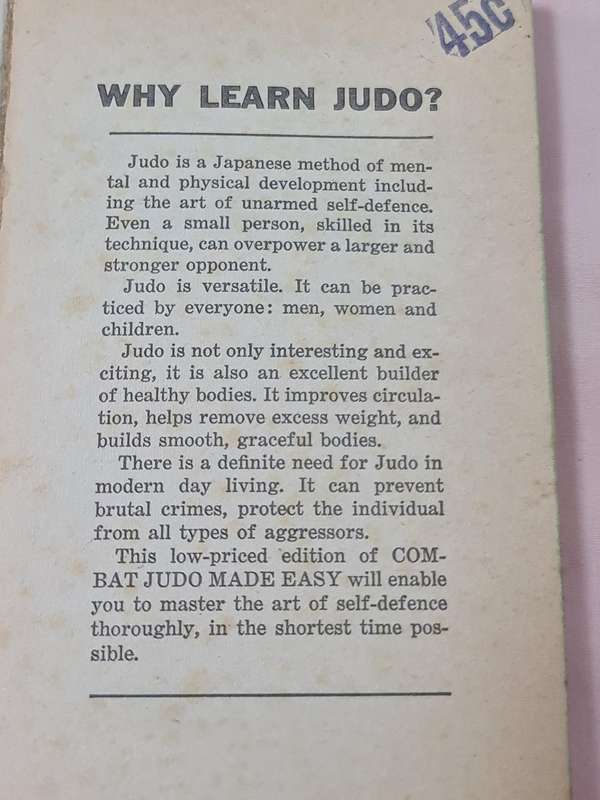 45c
WHY LEARN JUDO?
Judo is a Japanese method of men-
tal and physical development includ-
ing the art of unarmed self-defence.
Even a small person, skilled in its
technique, can overpower a larger and
stronger opponent.
Judo is versatile. It can be prac-
ticed by everyone: men, women and
children.
Judo is not only interesting and ex-
citing, it is also an excellent builder
of healthy bodies. It improves circula-
tion, helps remove excess weight, and
builds smooth, graceful bodies.
There is a definite need for Judo in
modern day living. It can prevent
brutal crimes, protect the individual
from all types of aggressors.
This low-priced edition of COM-
BAT JUDO MADE EASY will enable
you to master the art of self-defence
thoroughly, in the shortest time pos-
sible.